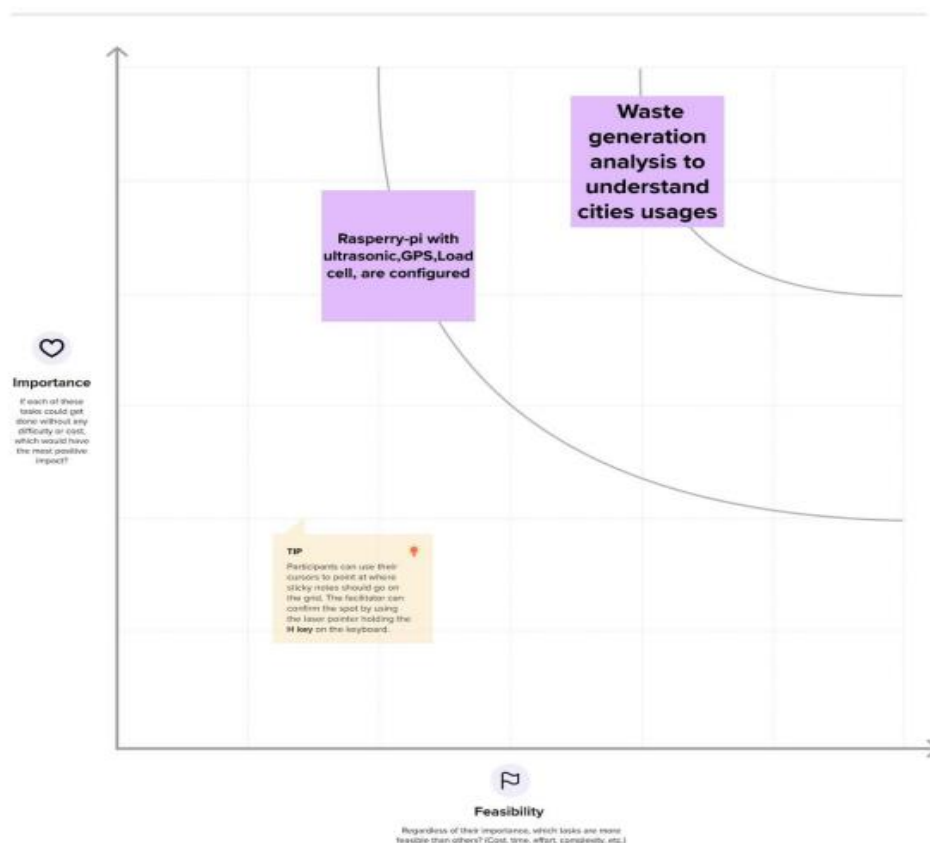 Waste
generation
analysis to
understand
cities usages
Rasperry-pi with
ultrasonic,GPS,Load
cell, are configured
Importance
If each of these
tasks could get
done without any
difficulty or cost,
which would have
the most positive
impact?
TIP
Participants can use their
cursors to point at where
sticky notes should go on
the grid. The facilitator can
confirm the spot by using
the laser pointer holding the
H key on the keyboard.
Feasibility
Regardless of their importance, which tasks are more
feasible than others? (Cost, time, effort, complexity, etc.)